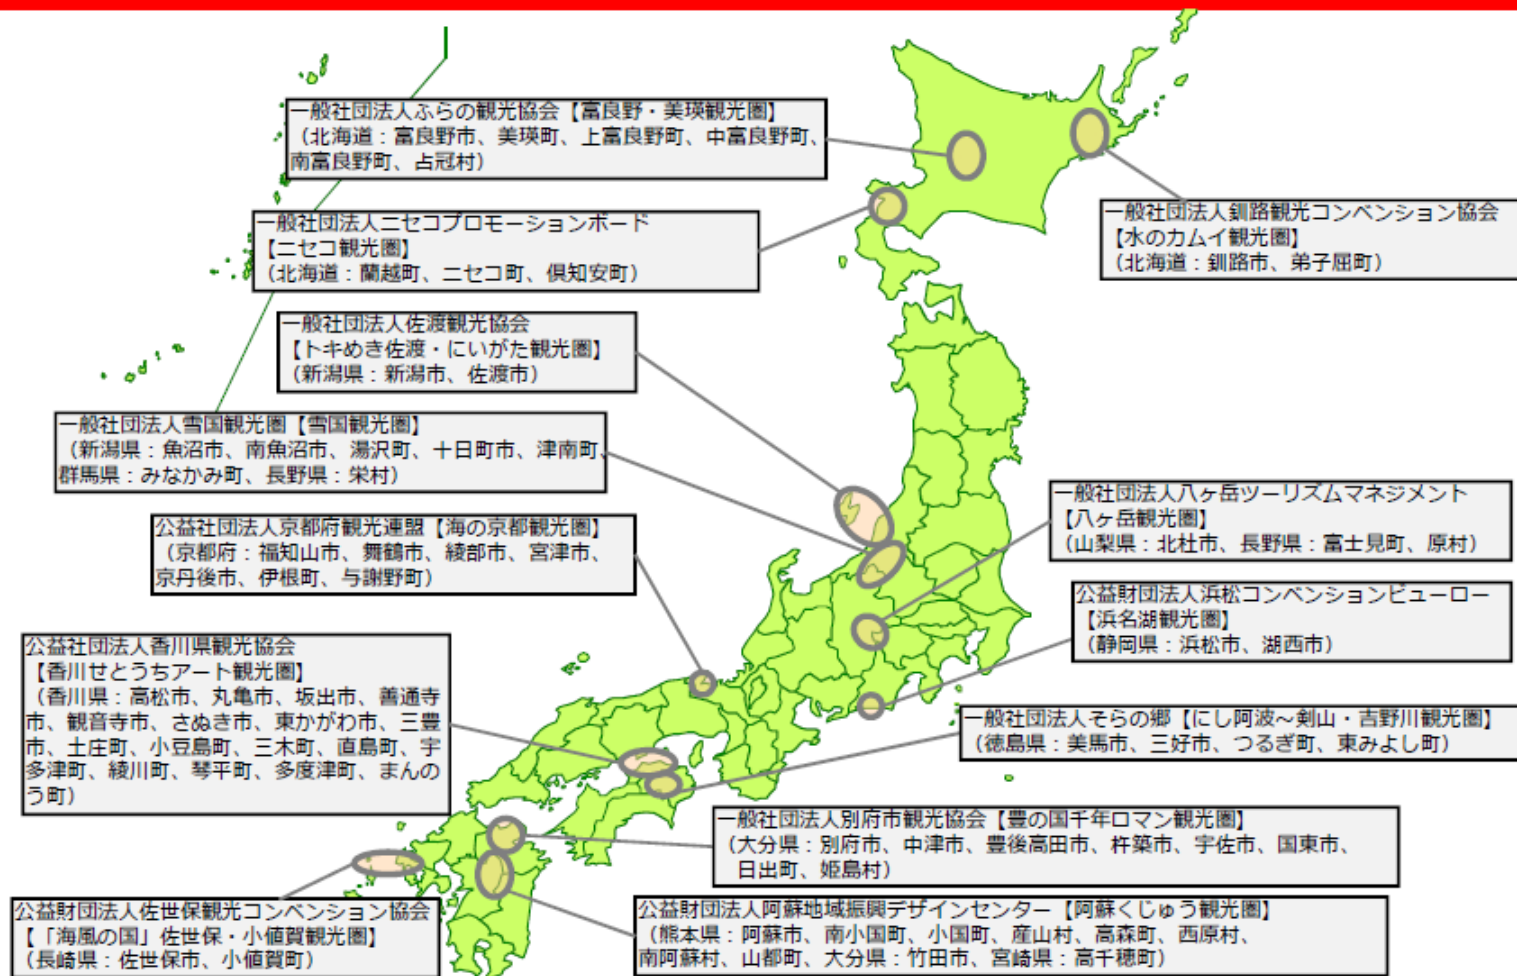 一般社団法人ふらの観光協会【富良野・美瑛観光圏】
（北海道：富良野市、美瑛町、上富良野町、中富良野町、
南富良野町、占冠村）
一般社団法人釧路観光コンベンション協会
【水のカムイ観光圏】
（北海道：釧路市、弟子屈町）
一般社団法人ニセコプロモーションボード
【ニセコ観光圏】
（北海道：蘭越町、ニセコ町、倶知安町）
一般社団法人佐渡観光協会
【トキめき佐渡・にいがた観光圏】
（新潟県：新潟市、佐渡市）
一般社団法人雪国観光圏【雪国観光圏】
（新潟県：魚沼市、南魚沼市、湯沢町、十日町市、津南町、
群馬県：みなかみ町、長野県：栄村）
一般社団法人八ヶ岳ツーリズムマネジメント
【八ヶ岳観光圏】
（山梨県：北杜市、長野県：富士見町、原村）
公益社団法人京都府観光連盟【海の京都観光圏】
（京都府：福知山市、舞鶴市、綾部市、宮津市、
京丹後市、伊根町、与謝野町）
公益財団法人浜松コンベンションビューロー
【浜名湖観光圏】
（静岡県：浜松市、湖西市）
公益社団法人香川県観光協会
【香川せとうちアート観光圏】
（香川県：高松市、丸亀市、坂出市、善通寺
市、観音寺市、さぬき市、東かがわ市、三豊
市、土庄町、小豆島町、三木町、直島町、宇
多津町、綾川町、琴平町、多度津町、まんの
う町）
一般社団法人そらの郷【にし阿波～剣山・吉野川観光圏】
（徳島県：美馬市、三好市、つるぎ町、東みよし町）
一般社団法人別府市観光協会【豊の国千年ロマン観光圏】
（大分県：別府市、中津市、豊後高田市、杵築市、宇佐市、国東市、
日出町、姫島村）
公益財団法人佐世保観光コンベンション協会
【「海風の国」佐世保・小値賀観光圏】
（長崎県：佐世保市、小値賀町）
公益財団法人阿蘇地域振興デザインセンター【阿蘇くじゅう観光圏】
（熊本県：阿蘇市、南小国町、小国町、産山村、高森町、西原村、
南阿蘇村、山都町、大分県：竹田市、宮崎県：高千穂町）